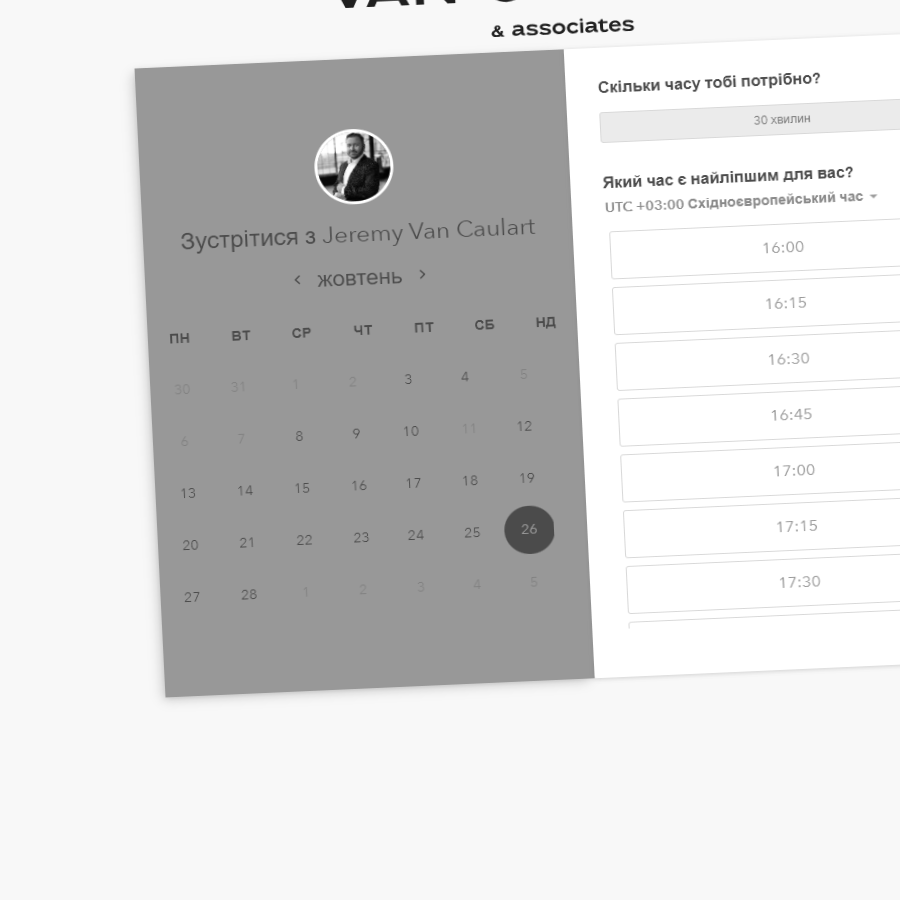 & associates
Зустрітися з Jeremy Van Caulart
‹ жовтень ›
ПН ВТ СР ЧТ ПТ СБ НД
30 31 1 2 3 4 5
6 7 8 9 10 11 12
13 14 15 16 17 18 19
20 21 22 23 24 25 26
27 28 1 2 3 4 5
Скільки часу тобі потрібно?
30 хвилин
Який час є найліпшим для вас?
UTC +03:00 Східноєвропейський час
16:00
16:15
16:30
16:45
17:00
17:15
17:30